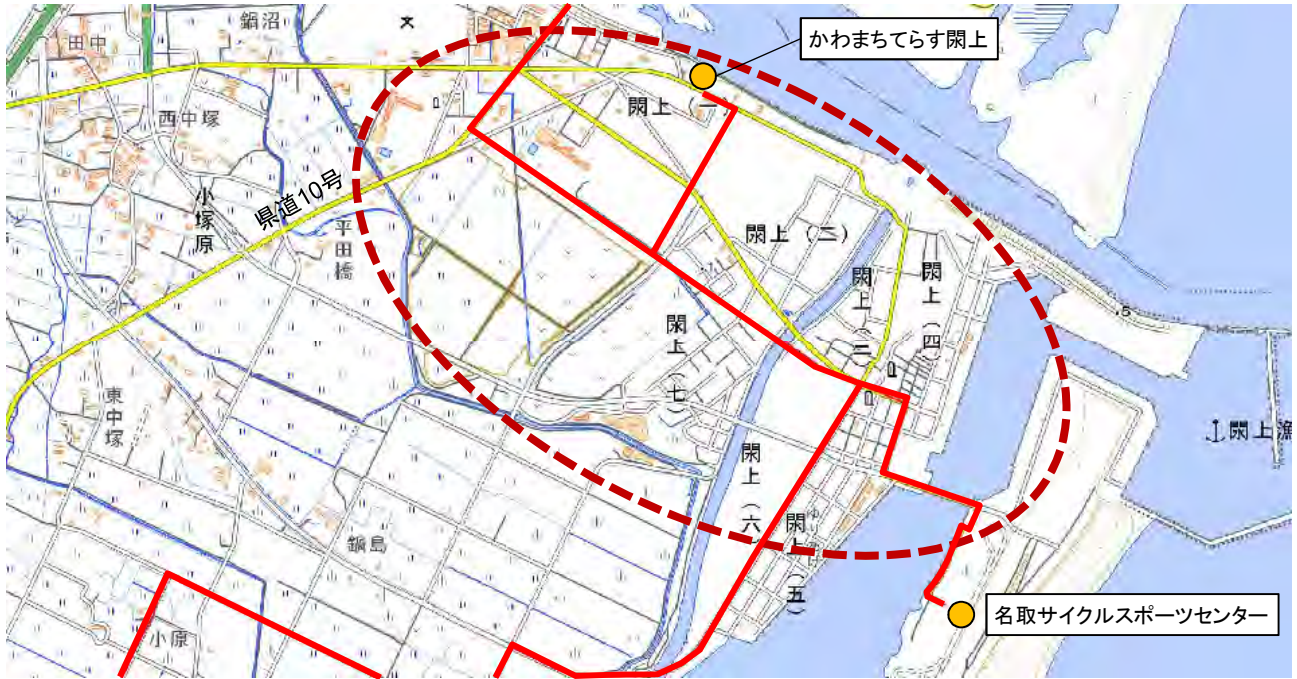 鍋沼
田中
かわまちてらす閖上
閖上(一)
西中塚
県道10号
小塚原
平田橋
閖上(二)
閖上(三)
閖上(四)
閖上(七)
.5
東中塚
閖上漁
閖上(六)
閖上(五)
鍋島
名取サイクルスポーツセンター
小原